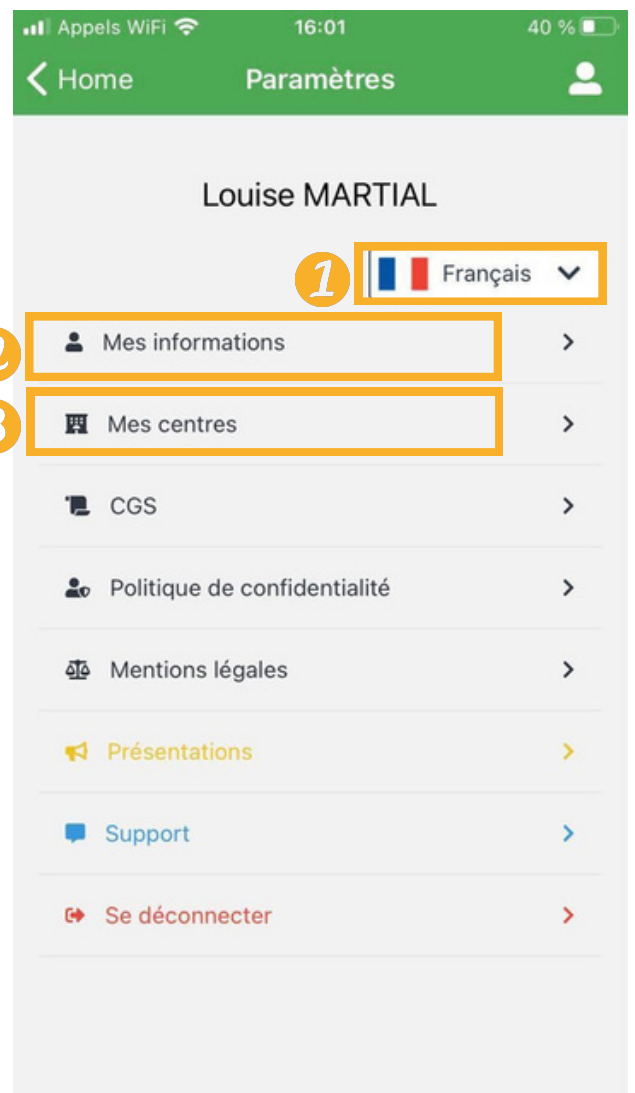 Appels WiFi 16:01 40 %
Home Paramètres
Louise MARTIAL
1 Français
Mes informations
Mes centres
CGS
Politique de confidentialité
Mentions légales
Présentations
Support
Se déconnecter